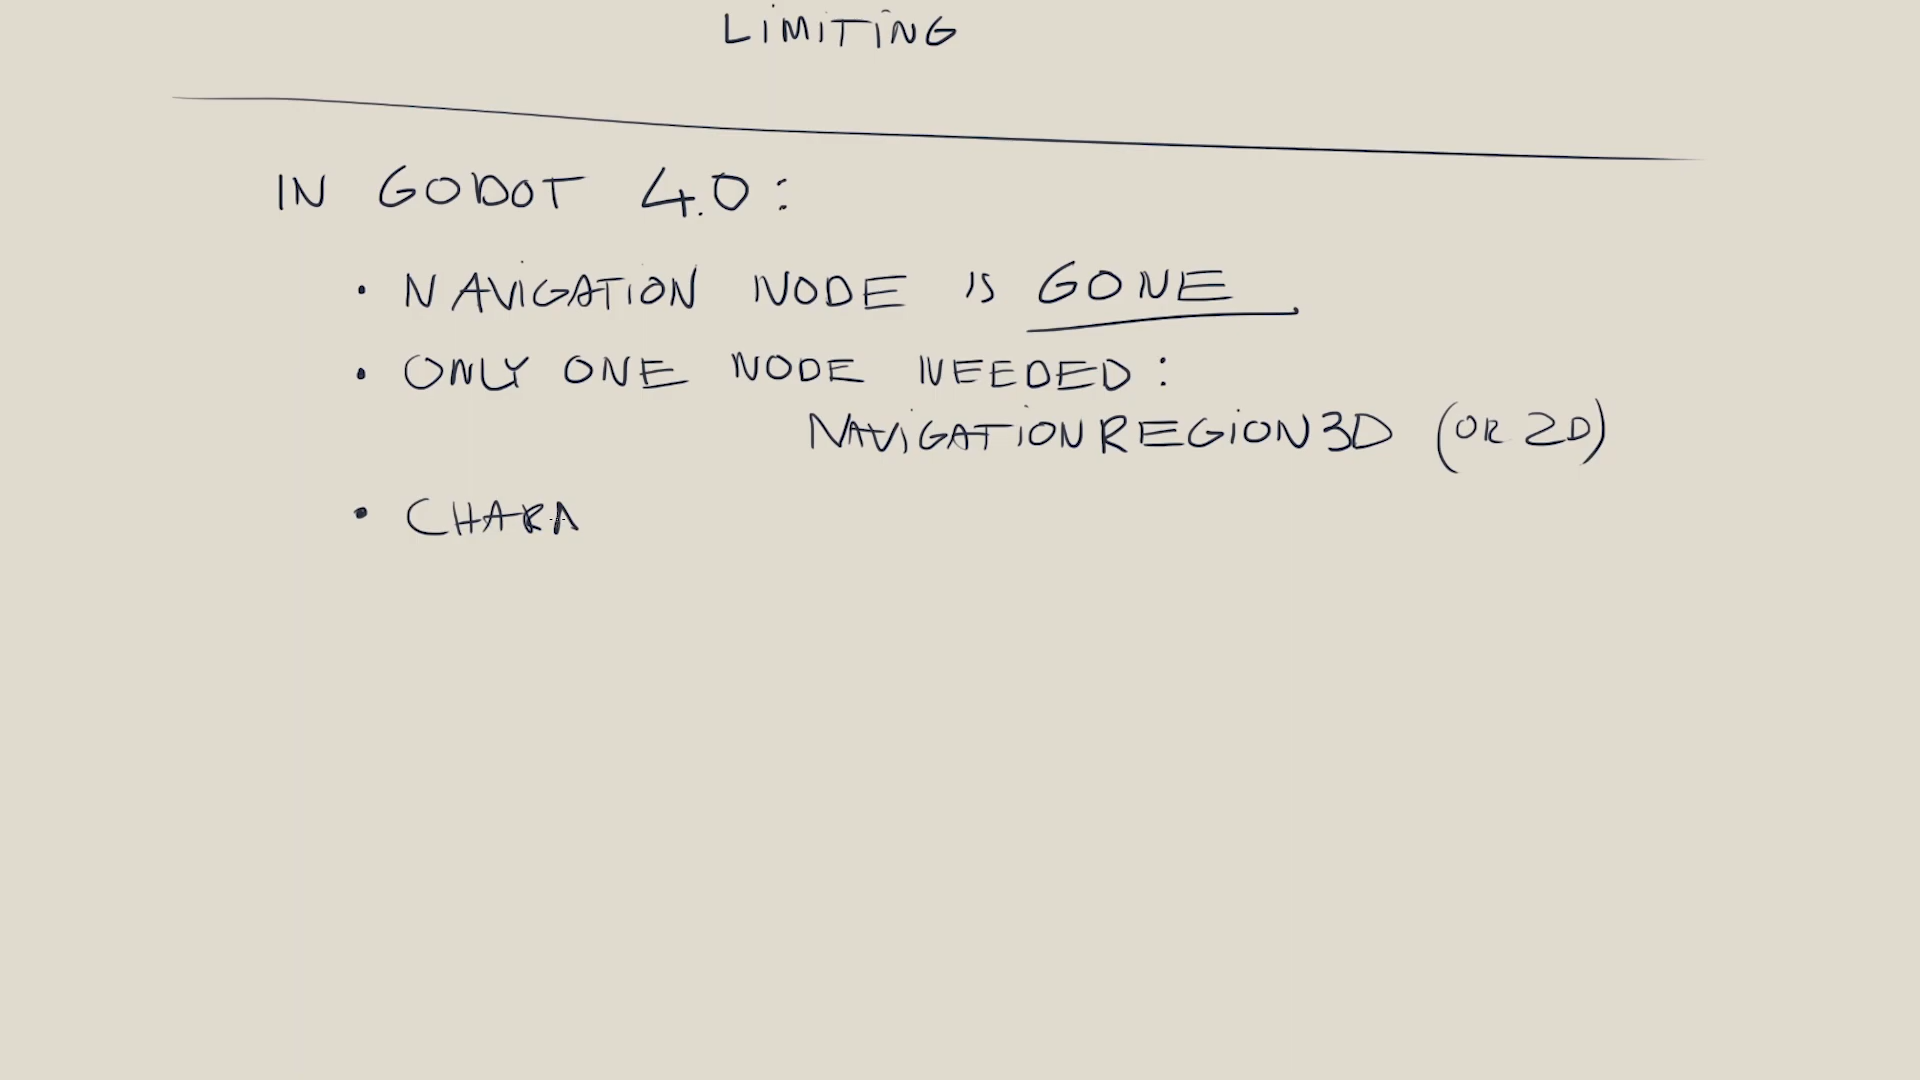 LIMITING
IN GODOT 4.0:
• NAVIGATION NODE IS GONE
• ONLY ONE NODE NEEDED:
NAVIGATIONREGION3D (OR 2D)
• CHARA